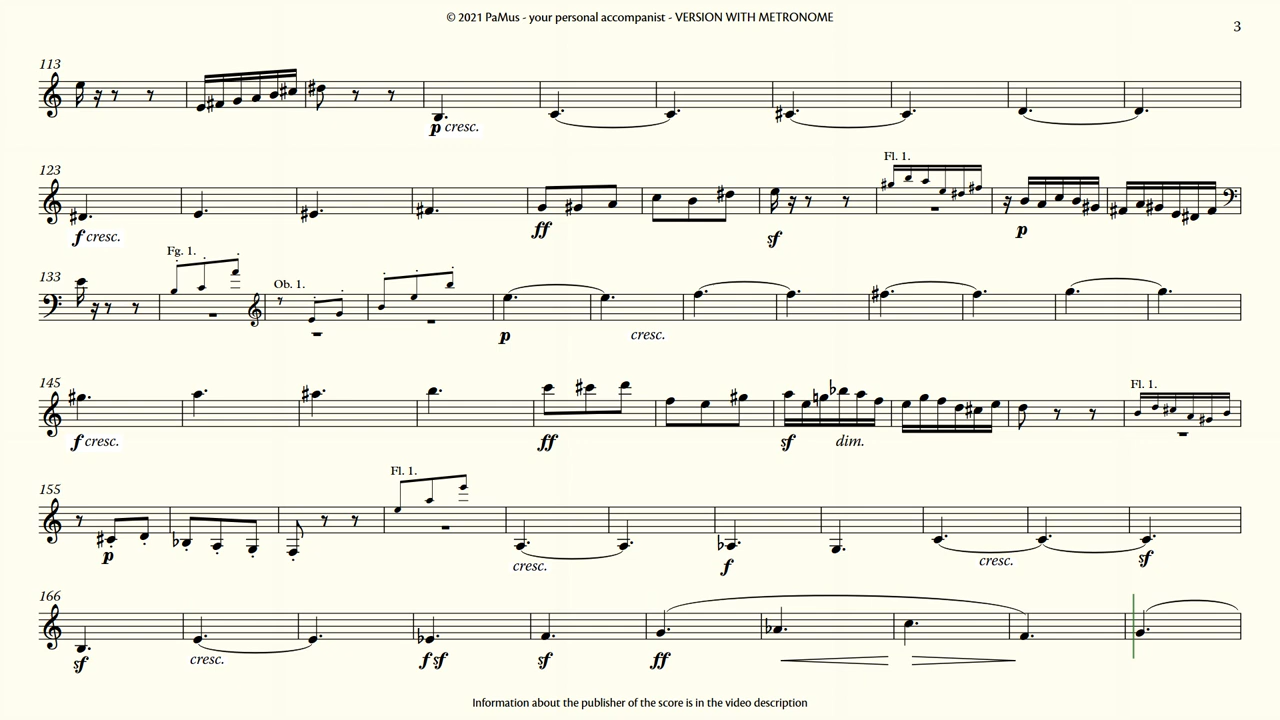 © 2021 PaMus - your personal accompanist - VERSION WITH METRONOME
3
113
p cresc.
123
Fl. 1.
f cresc.
ff
sf
p
133
Fg. 1.
Ob. 1.
p
cresc.
145
Fl. 1.
f cresc.
ff
sf
dim.
155
Fl. 1.
p
cresc.
f
cresc.
sf
166
sf
cresc.
f sf
sf
ff
Information about the publisher of the score is in the video description